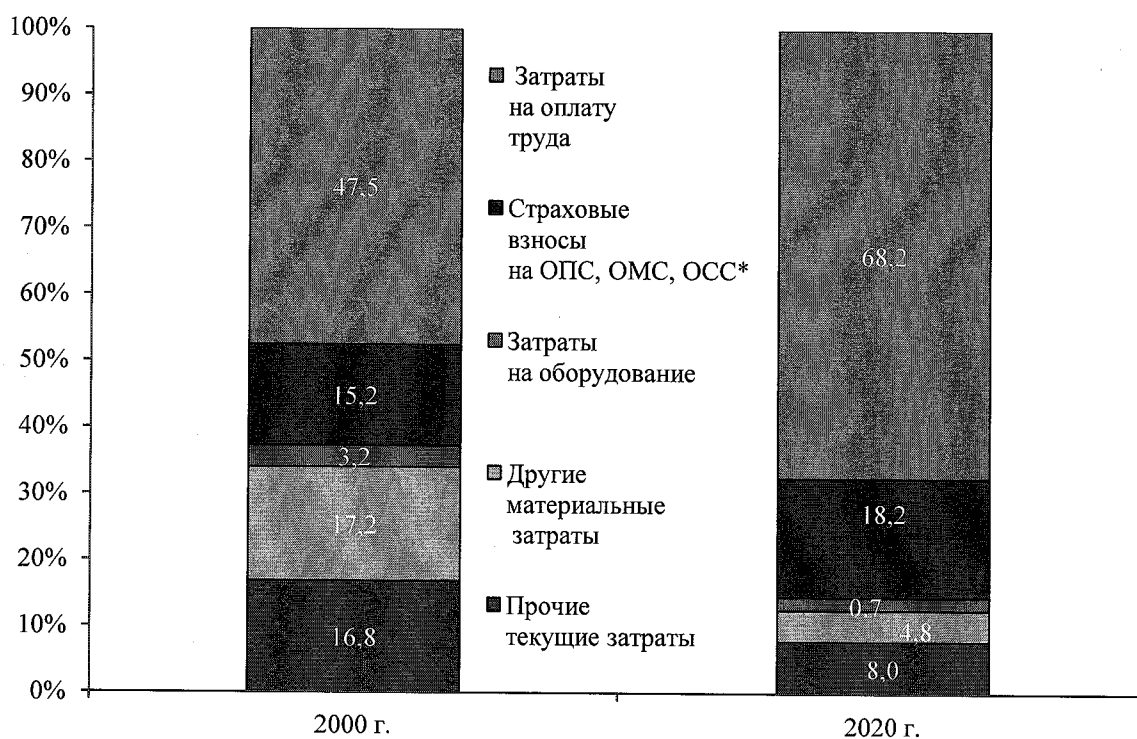 100%
90%
80%
70%
60%
50%
40%
30%
20%
10%
0%
47,5
15,2
3,2
17,2
16,8
Затраты
на оплату
труда
Страховые
взносы
на ОПС, ОМС, ОСС*
Затраты
на оборудование
Другие
материальные
затраты
Прочие
текущие затраты
68,2
18,2
0,7
4,8
8,0
2000 г.
2020 г.